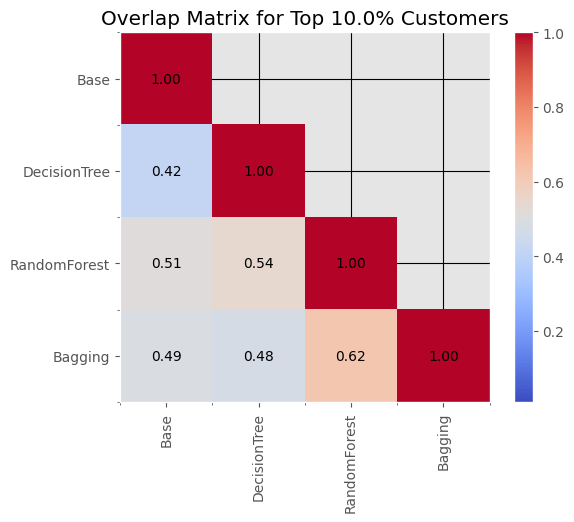 Overlap Matrix for Top 10.0% Customers
Base
DecisionTree
RandomForest
Bagging
1.00
0.42 1.00
0.51 0.54 1.00
0.49 0.48 0.62 1.00
Base
DecisionTree
RandomForest
Bagging
1.0
0.8
0.6
0.4
0.2